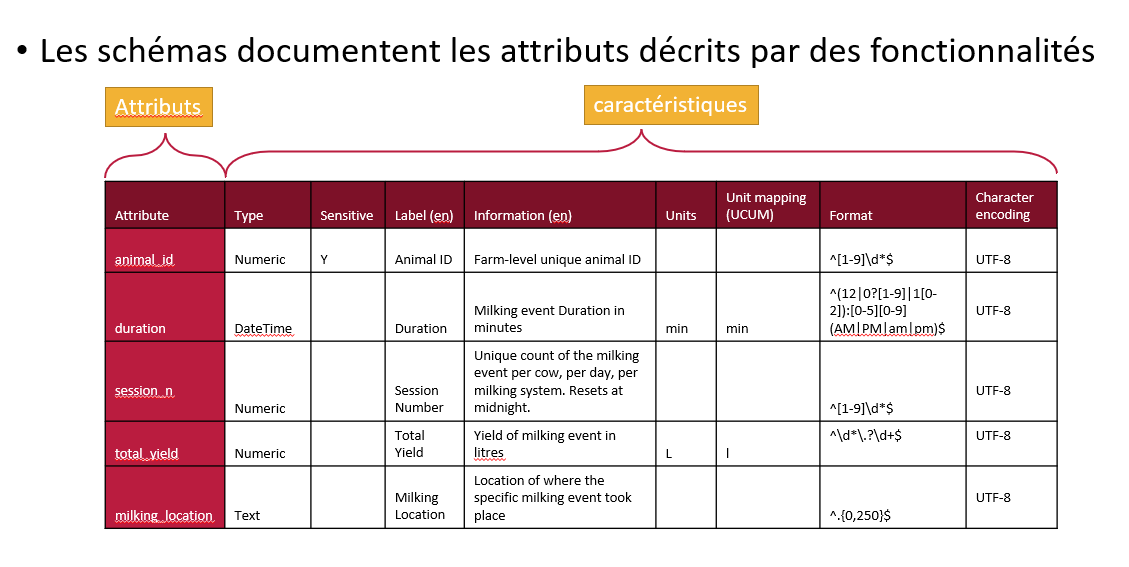 • Les schémas documentent les attributs décrits par des fonctionnalités
Attributs
caractéristiques
Attribute
Type
Sensitive
Label (en)
Information (en)
Units
Unit mapping
(UCUM)
Format
Character
encoding
animal_id
Numeric
Y
Animal ID
Farm-level unique animal ID
^[1-9]\d*$
UTF-8
duration
DateTime
Duration
Milking event Duration in
minutes
min
min
^(12|0?[1-9]|1[0-
2]):[0-5][0-9]
(AM|PM|am|pm)$
UTF-8
session_n
Numeric
Session
Number
Unique count of the milking
event per cow, per day, per
milking system. Resets at
midnight.
^[1-9]\d*$
UTF-8
total_yield
Numeric
Total
Yield
Yield of milking event in
litres
L
l
^\d*\.?\d+$
UTF-8
milking_location
Text
Milking
Location
Location of where the
specific milking event took
place
^.{0,250}$
UTF-8